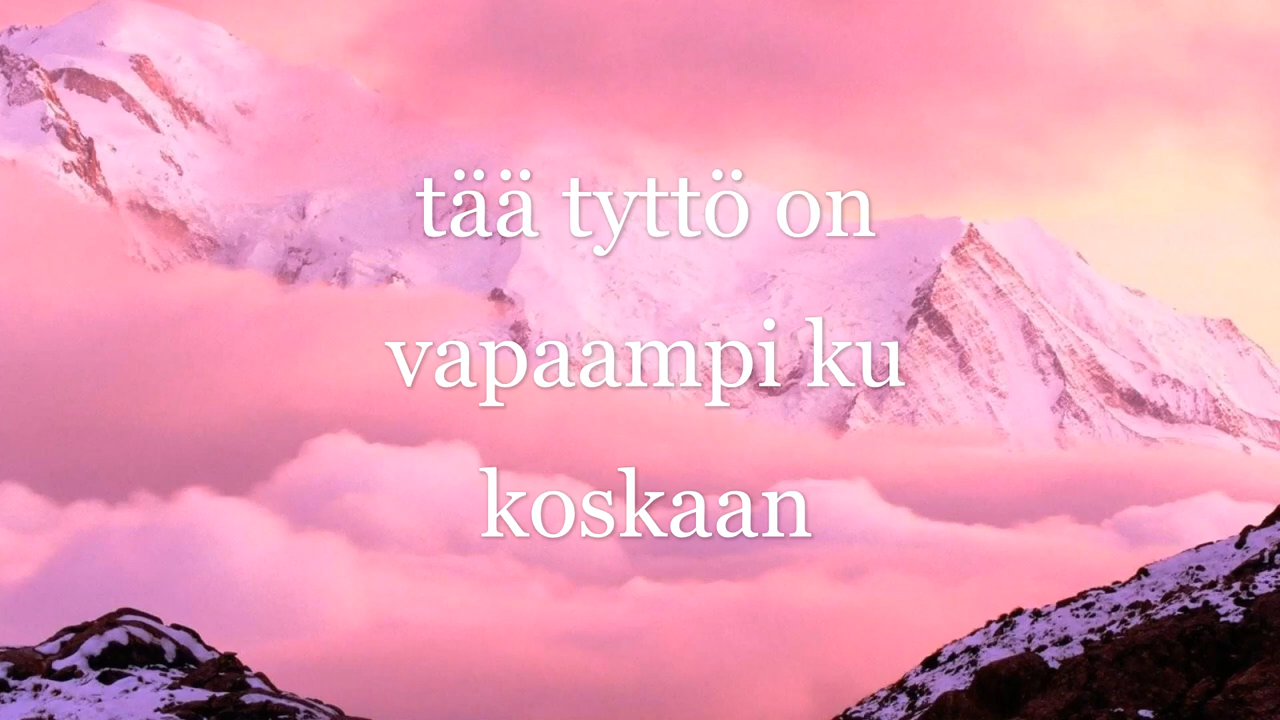 tää tyttö on
vapaampi ku
koskaan